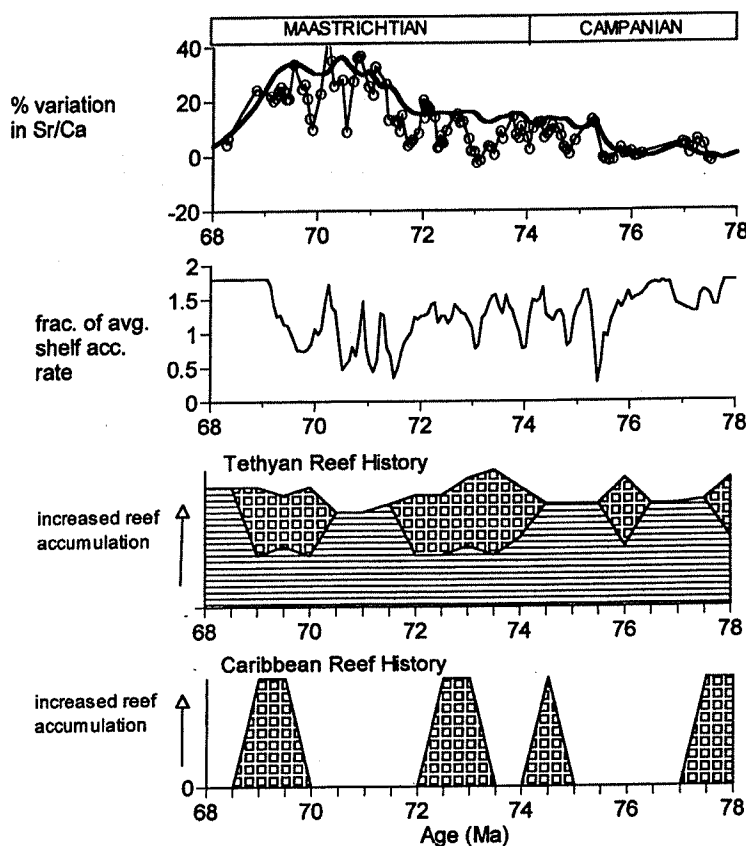 MAASTRICHTIAN
CAMPANIAN
% variation
in Sr/Ca
40
20
0
-20
68
70
72
74
76
78
frac. of avg.
shelf acc.
rate
2
1.5
1
0.5
0
68
70
72
74
76
78
Tethyan Reef History
increased reef
accumulation
68
70
72
74
76
78
Caribbean Reef History
increased reef
accumulation
0
68
70
72
74
76
78
Age (Ma)